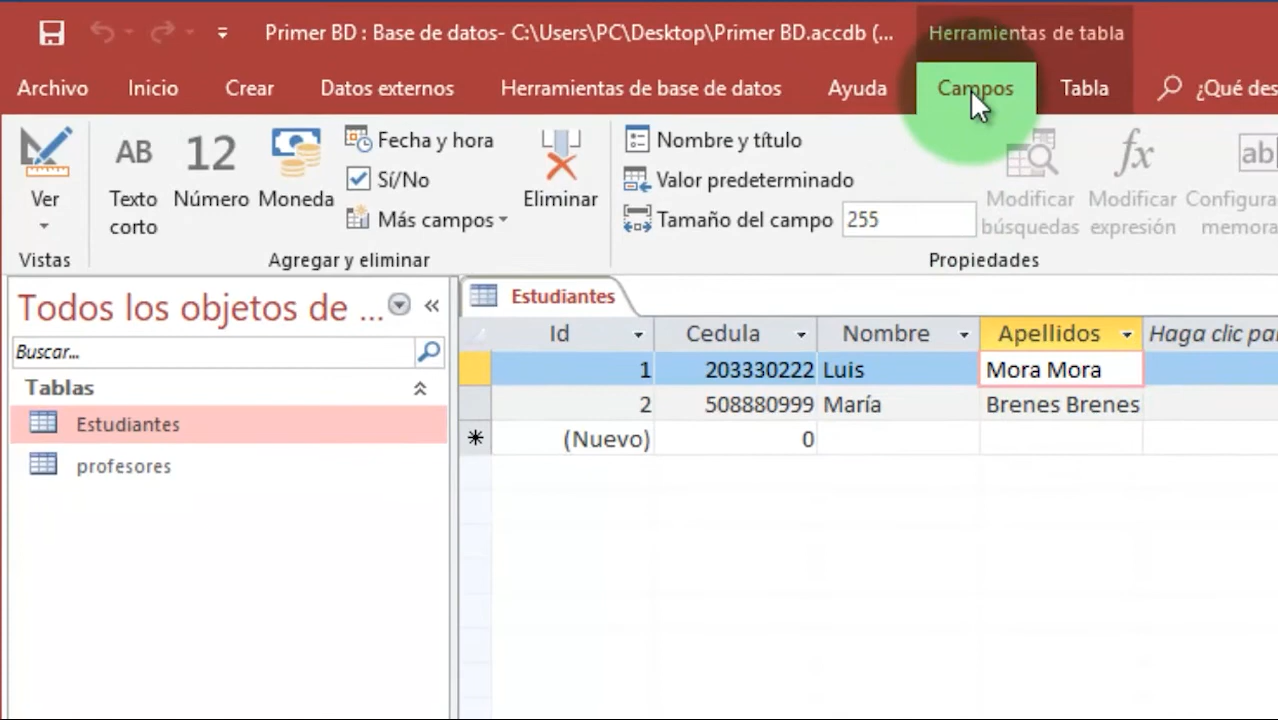 Primer BD : Base de datos- C:\Users\PC\Desktop\Primer BD.accdb (...
Herramientas de tabla
Archivo Inicio Crear Datos externos Herramientas de base de datos Ayuda Campos Tabla ¿Qué des
Ver
Vistas
AB
Texto corto
12
Número
Moneda
Fecha y hora
Sí/No
Más campos
Eliminar
Agregar y eliminar
Nombre y título
Valor predeterminado
Tamaño del campo 255
Modificar búsquedas
fx
Modificar expresión
ab
Configura
memora
Propiedades
Todos los objetos de ...
Buscar...
Tablas
Estudiantes
profesores
Estudiantes
Id Cedula Nombre Apellidos Haga clic pa
1 203330222 Luis Mora Mora
2 508880999 María Brenes Brenes
* (Nuevo) 0